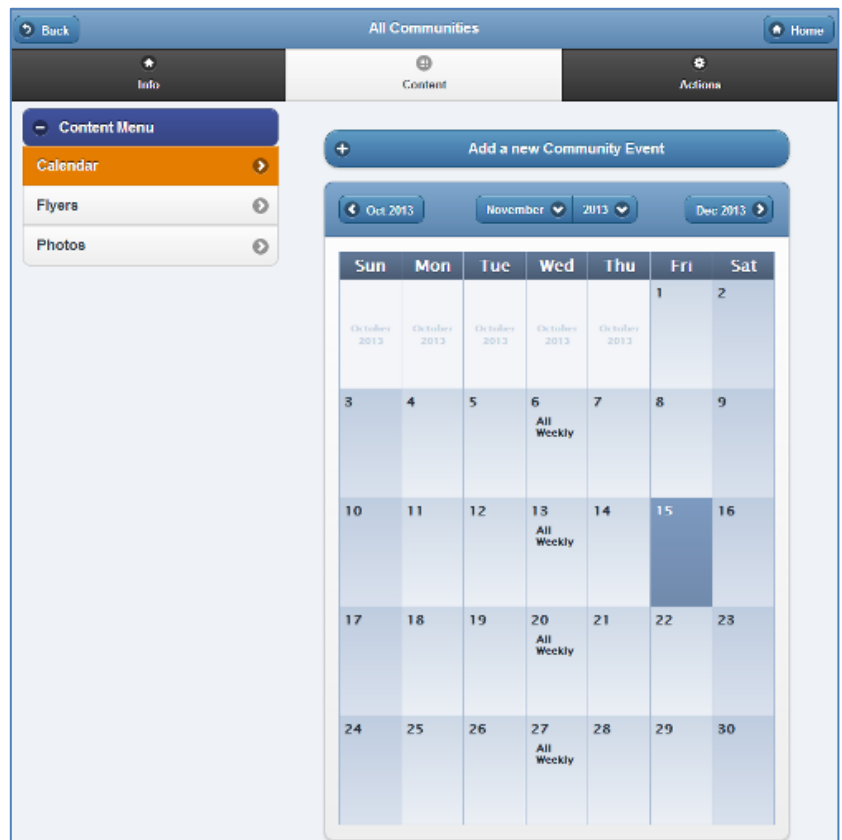 Back All Communities Home
Info Content Actions
Content Menu
Calendar
Flyers
Photos
Add a new Community Event
Oct 2013 November 2013 Dec 2013
Sun Mon Tue Wed Thu Fri Sat
1 2
October October October October October
2013 2013 2013 2013 2013
3 4 5 6 7 8 9
All
Weekly
10 11 12 13 14 15 16
All
Weekly
17 18 19 20 21 22 23
All
Weekly
24 25 26 27 28 29 30
All
Weekly